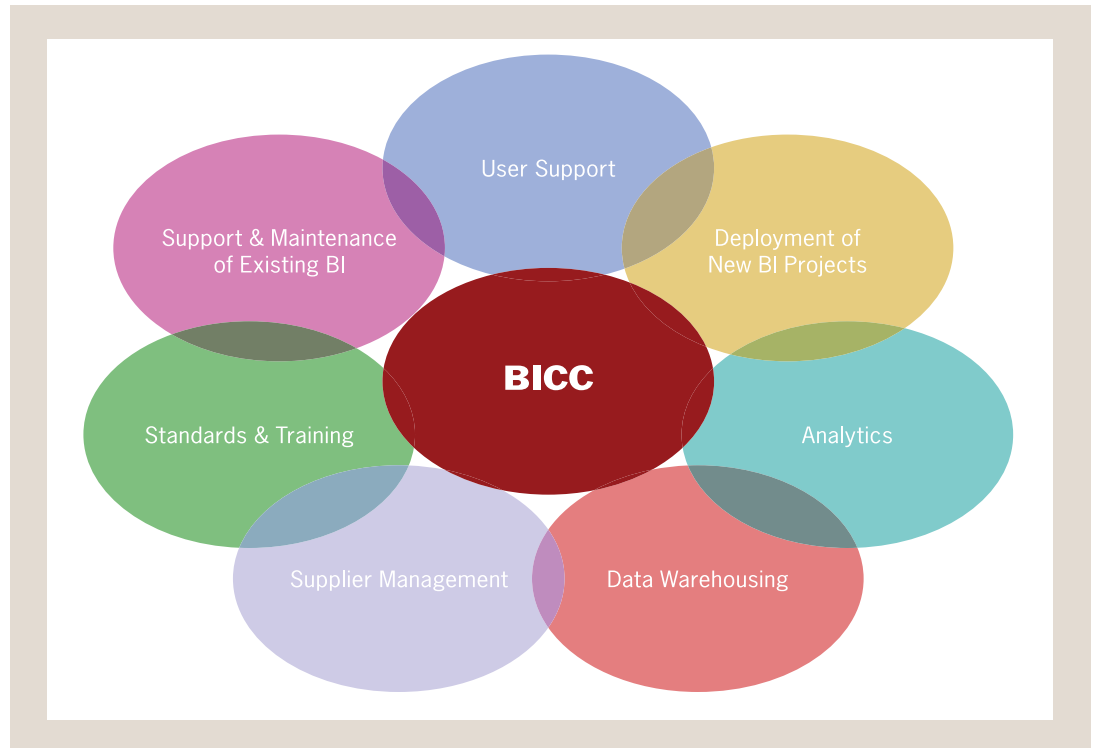 User Support
Support & Maintenance
of Existing BI
Deployment of
New BI Projects
BICC
Standards & Training
Analytics
Supplier Management
Data Warehousing